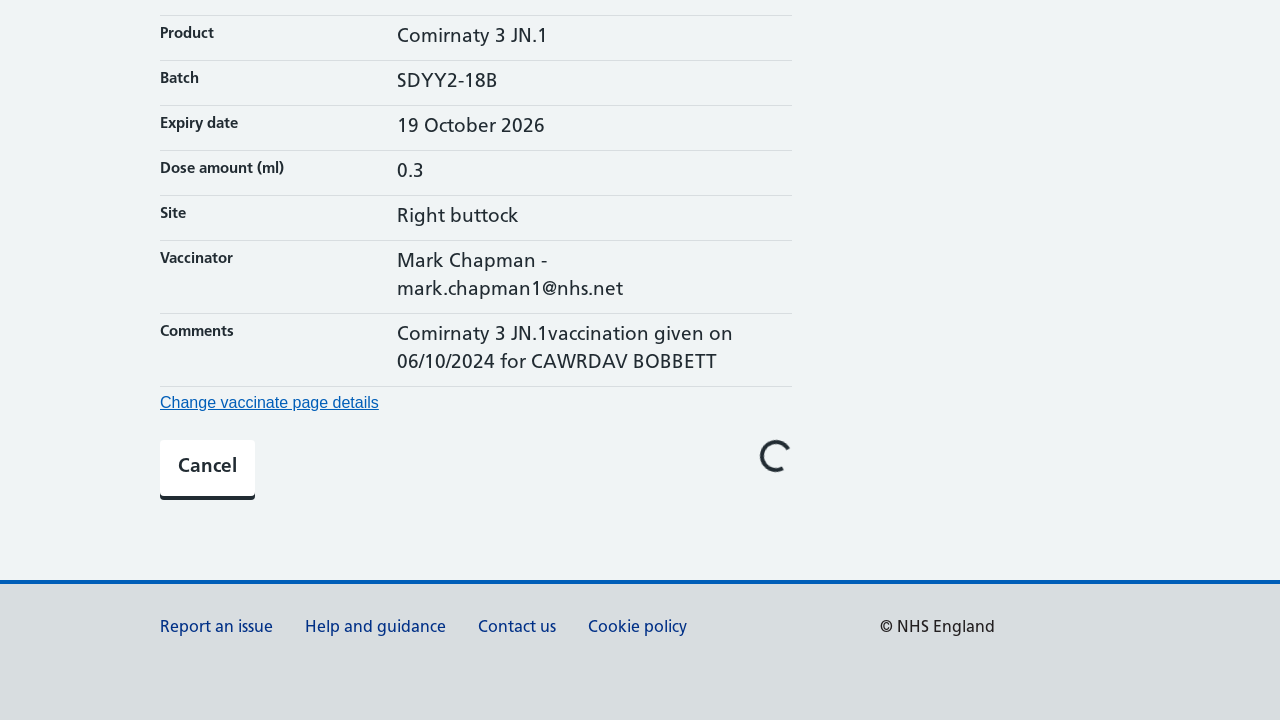 Product
Comirnaty 3 JN.1
Batch
SDYY2-18B
Expiry date
19 October 2026
Dose amount (ml)
0.3
Site
Right buttock
Vaccinator
Mark Chapman -
mark.chapman1@nhs.net
Comments
Comirnaty 3 JN.1vaccination given on
06/10/2024 for CAWRDAV BOBBETT
Change vaccinate page details
Cancel
Report an issue
Help and guidance
Contact us
Cookie policy
© NHS England